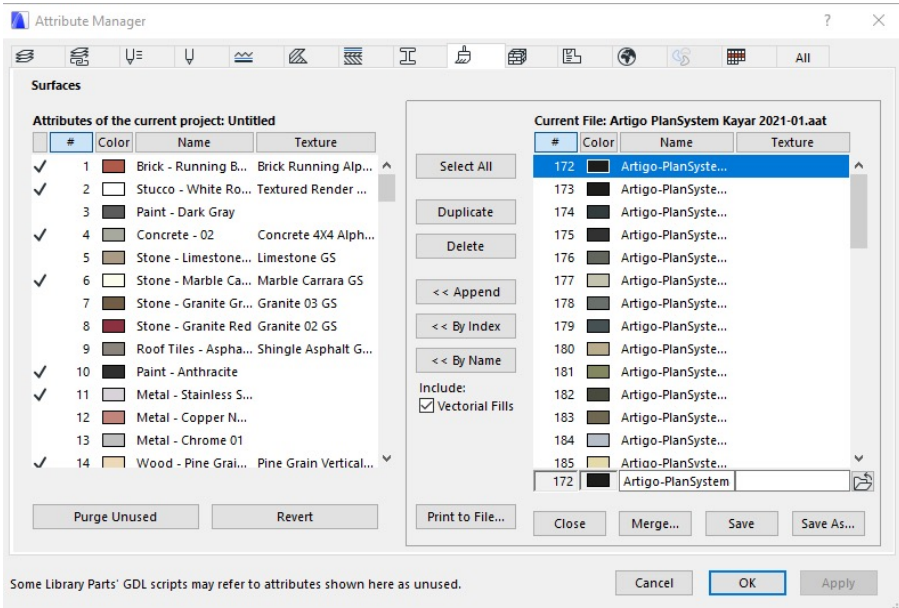 Attribute Manager
All
Surfaces
Attributes of the current project: Untitled
# Color Name Texture
1 Brick - Running B... Brick Running Alp...
2 Stucco - White Ro... Textured Render ...
3 Paint - Dark Gray
4 Concrete - 02 Concrete 4X4 Alph...
5 Stone - Limestone... Limestone GS
6 Stone - Marble Ca... Marble Carrara GS
7 Stone - Granite Gr... Granite 03 GS
8 Stone - Granite Red Granite 02 GS
9 Roof Tiles - Aspha... Shingle Asphalt G...
10 Paint - Anthracite
11 Metal - Stainless S...
12 Metal - Copper N...
13 Metal - Chrome 01
14 Wood - Pine Grai... Pine Grain Vertical...
Purge Unused Revert
Select All
Duplicate
Delete
<< Append
<< By Index
<< By Name
Include:
Vectorial Fills
Print to File...
Current File: Artigo PlanSystem Kayar 2021-01.aat
# Color Name Texture
172 Artigo-PlanSyste...
173 Artigo-PlanSyste...
174 Artigo-PlanSyste...
175 Artigo-PlanSyste...
176 Artigo-PlanSyste...
177 Artigo-PlanSyste...
178 Artigo-PlanSyste...
179 Artigo-PlanSyste...
180 Artigo-PlanSyste...
181 Artigo-PlanSyste...
182 Artigo-PlanSyste...
183 Artigo-PlanSyste...
184 Artigo-PlanSyste...
185 Artigo-PlanSyste...
172 Artigo-PlanSystem
Close Merge... Save Save As...
Some Library Parts' GDL scripts may refer to attributes shown here as unused.
Cancel OK Apply